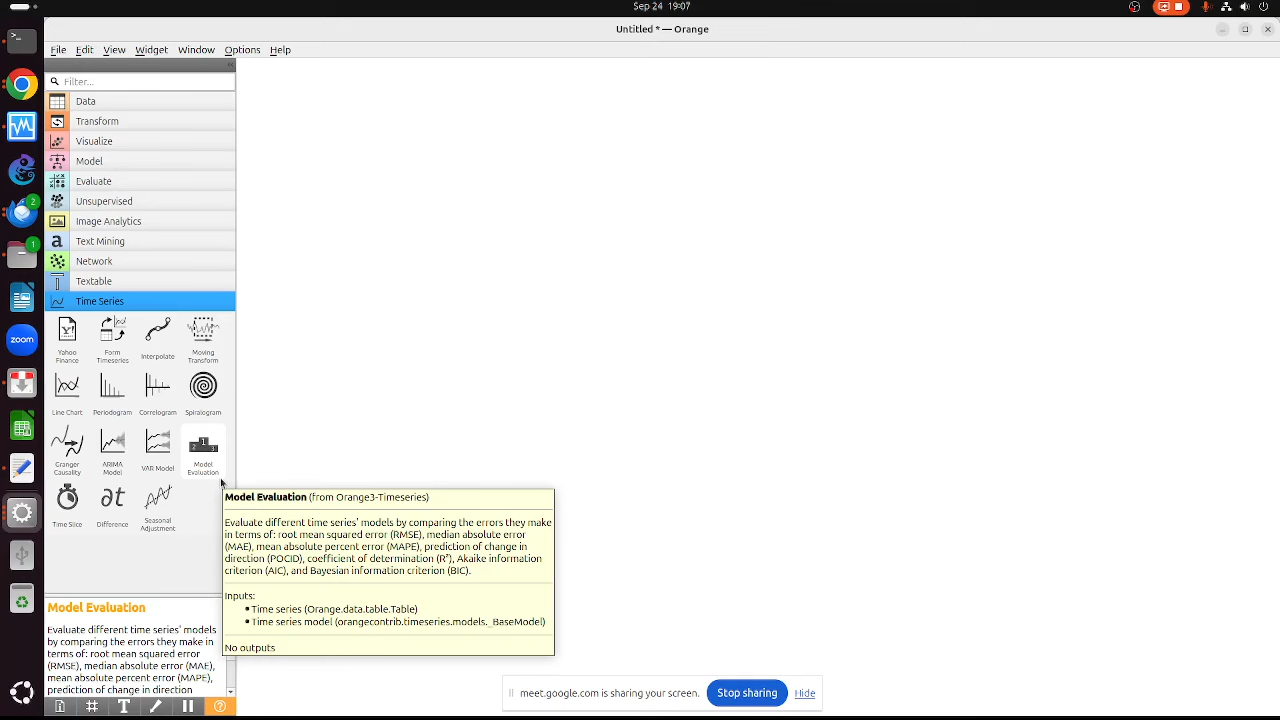 Sep 24 19:07
Untitled * — Orange
File Edit View Widget Window Options Help
Filter...
Data
Transform
Visualize
Model
Evaluate
Unsupervised
Image Analytics
Text Mining
Network
Textable
Time Series
Yahoo Finance
Form Timeseries
Interpolate
Moving Transform
Line Chart
Periodogram
Correlogram
Spiralogram
Granger Causality
ARIMA Model
VAR Model
Model Evaluation
Time Slice
Difference
Seasonal Adjustment
Model Evaluation (from Orange3-Timeseries)
Evaluate different time series' models by comparing the errors they make
in terms of: root mean squared error (RMSE), median absolute error
(MAE), mean absolute percent error (MAPE), prediction of change in
direction (POCID), coefficient of determination (R²), Akaike information
criterion (AIC), and Bayesian information criterion (BIC).
Inputs:
Time series (Orange.data.table.Table)
Time series model (orangecontrib.timeseries.models._BaseModel)
No outputs
Model Evaluation
Evaluate different time series' models
by comparing the errors they make in
terms of: root mean squared error
(RMSE), median absolute error (MAE),
mean absolute percent error (MAPE),
prediction of change in direction
meet.google.com is sharing your screen.
Stop sharing
Hide
zoom
2
1